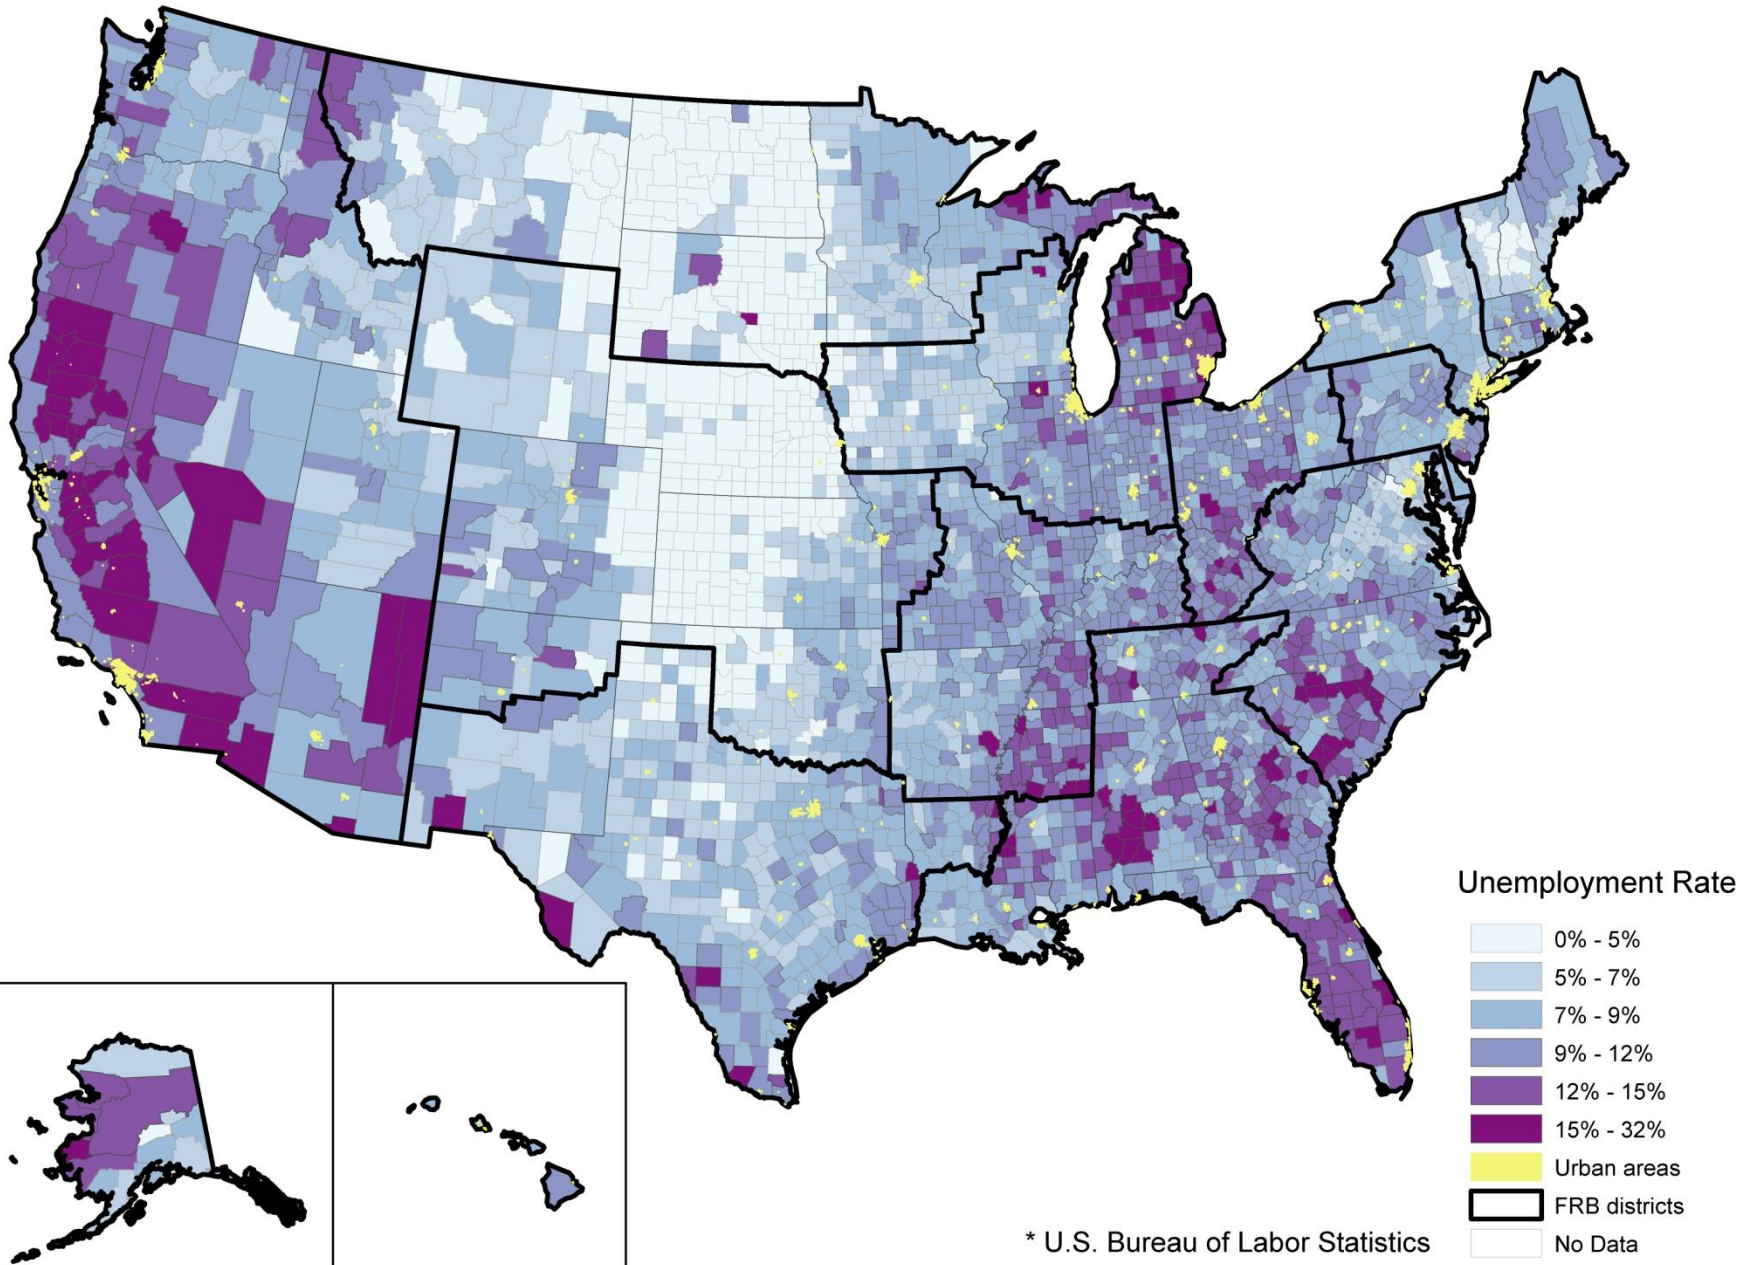 Unemployment Rate
0% - 5%
5% - 7%
7% - 9%
9% - 12%
12% - 15%
15% - 32%
Urban areas
FRB districts
No Data
* U.S. Bureau of Labor Statistics